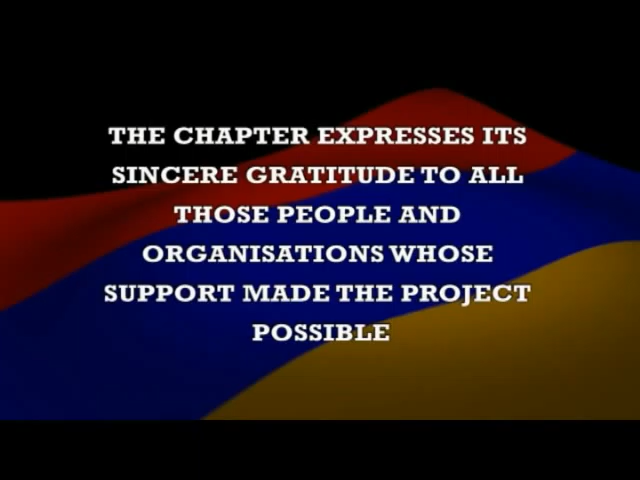 THE CHAPTER EXPRESSES ITS
SINCERE GRATITUDE TO ALL
THOSE PEOPLE AND
ORGANISATIONS WHOSE
SUPPORT MADE THE PROJECT
POSSIBLE